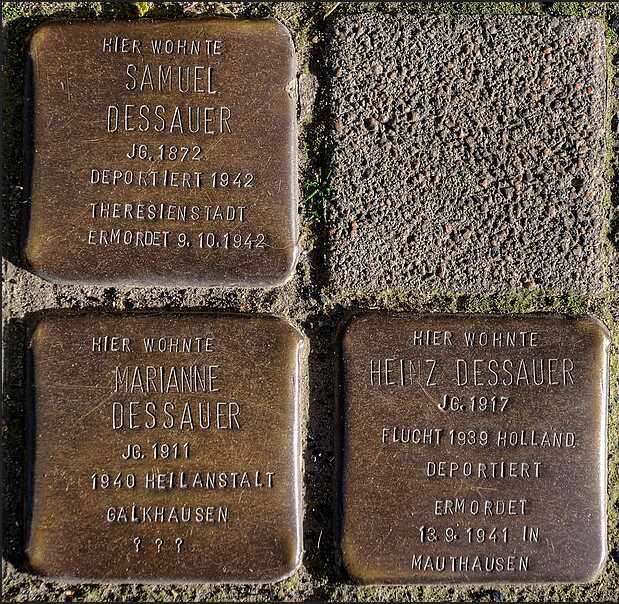 HIER WOHNTE
SAMUEL
DESSAUER
JG. 1872
DEPORTIERT 1942
THERESIENSTADT
ERMORDET 9.10.1942
HIER WOHNTE
MARIANNE
DESSAUER
JG. 1911
1940 HEILANSTALT
GALKHAUSEN
? ? ?
HIER WOHNTE
HEINZ DESSAUER
JG. 1917
FLUCHT 1939 HOLLAND
DEPORTIERT
ERMORDET
13.9.1941 IN
MAUTHAUSEN